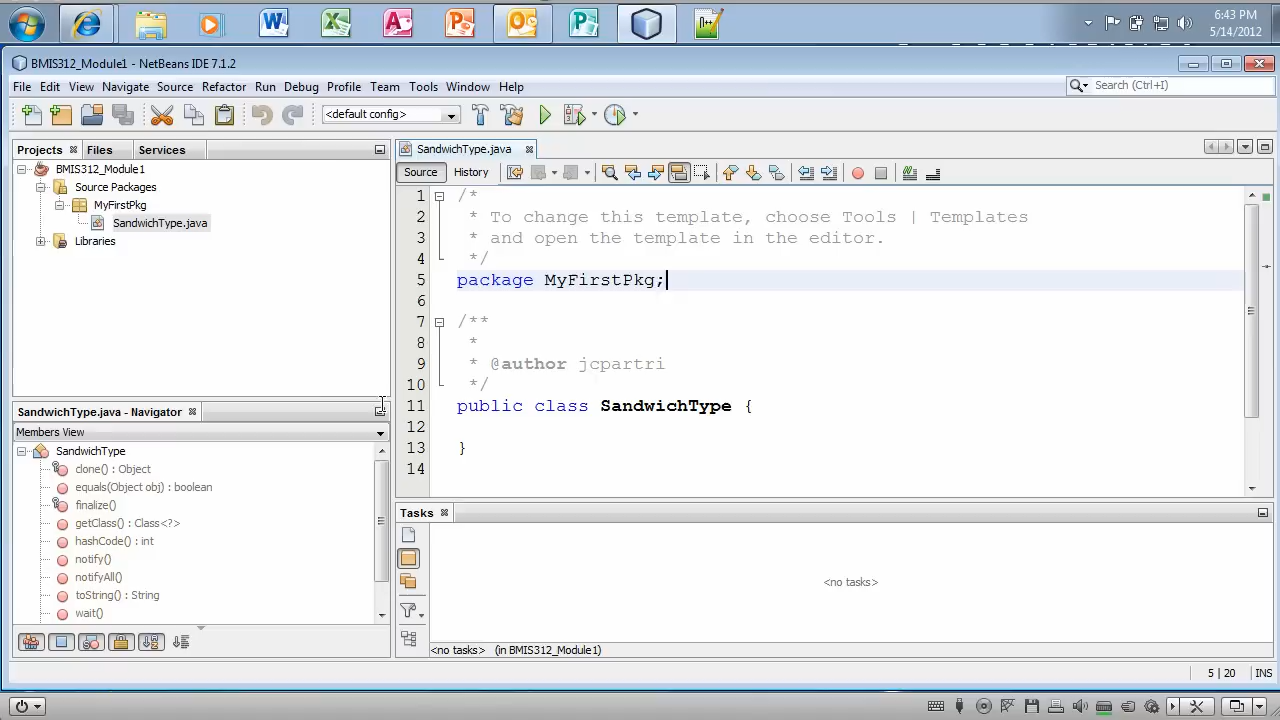 6:43 PM
5/14/2012
BMIS312_Module1 - NetBeans IDE 7.1.2
File Edit View Navigate Source Refactor Run Debug Profile Team Tools Window Help
Search (Ctrl+I)
<default config>
Projects Files Services
BMIS312_Module1
Source Packages
MyFirstPkg
SandwichType.java
Libraries
SandwichType.java - Navigator
Members View
SandwichType
clone() : Object
equals(Object obj) : boolean
finalize()
getClass() : Class<?>
hashCode() : int
notify()
notifyAll()
toString() : String
wait()
SandwichType.java
Source History
1 /*
2 * To change this template, choose Tools | Templates
3 * and open the template in the editor.
4 */
5 package MyFirstPkg;
6
7 /**
8 *
9 * @author jcpartri
10 */
11 public class SandwichType {
12
13 }
14
Tasks
<no tasks>
<no tasks> (in BMIS312_Module1)
5 | 20 INS